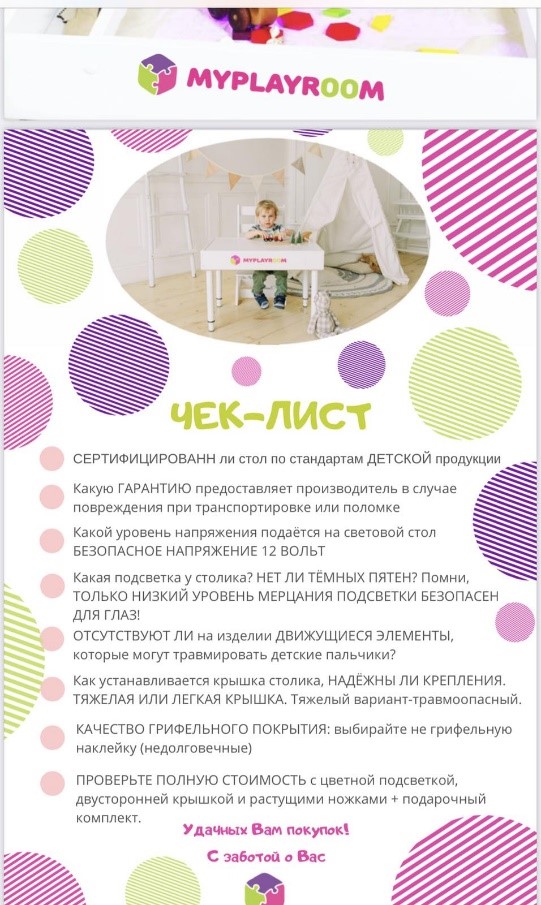 MYPLAYROOM
MYPLAYROOM
ЧЕК-ЛИСТ
СЕРТИФИЦИРОВАНН ли стол по стандартам ДЕТСКОЙ продукции
Какую ГАРАНТИЮ предоставляет производитель в случае
повреждения при транспортировке или поломке
Какой уровень напряжения подаётся на световой стол
БЕЗОПАСНОЕ НАПРЯЖЕНИЕ 12 ВОЛЬТ
Какая подсветка у столика? НЕТ ЛИ ТЁМНЫХ ПЯТЕН? Помни,
ТОЛЬКО НИЗКИЙ УРОВЕНЬ МЕРЦАНИЯ ПОДСВЕТКИ БЕЗОПАСЕН
ДЛЯ ГЛАЗ!
ОТСУТСТВУЮТ ЛИ на изделии ДВИЖУЩИЕСЯ ЭЛЕМЕНТЫ,
которые могут травмировать детские пальчики?
Как устанавливается крышка столика, НАДЁЖНЫ ЛИ КРЕПЛЕНИЯ.
ТЯЖЕЛАЯ ИЛИ ЛЕГКАЯ КРЫШКА. Тяжелый вариант-травмоопасный.
КАЧЕСТВО ГРИФЕЛЬНОГО ПОКРЫТИЯ: выбирайте не грифельную
наклейку (недолговечные)
ПРОВЕРЬТЕ ПОЛНУЮ СТОИМОСТЬ с цветной подсветкой,
двусторонней крышкой и растущими ножками + подарочный
комплект.
Удачных Вам покупок!
С заботой о Вас